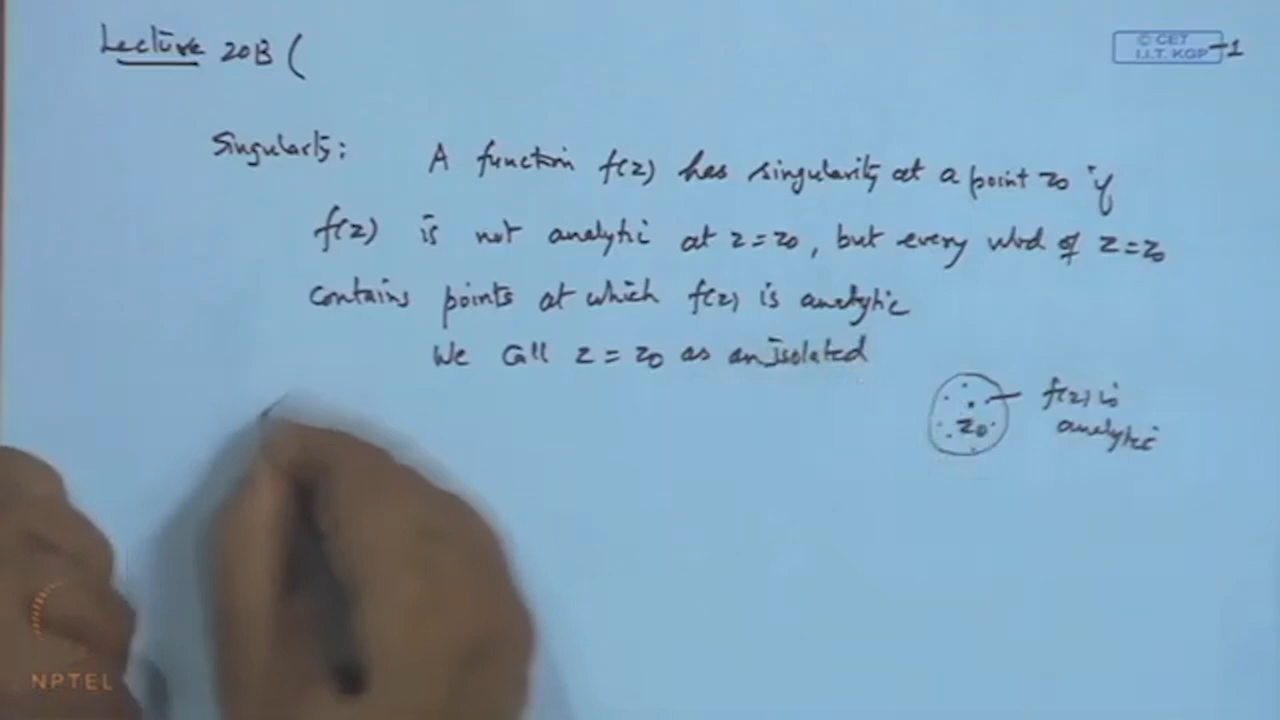 Lecture 20B (
© CET
I.I.T. KGP
-1
Singularity: A function f(z) has singularity at a point z0 if
f(z) is not analytic at z=z0, but every nbd of z=z0
contains points at which f(z) is analytic
We call z = z0 as an isolated
z0
f(z) is
analytic
NPTEL